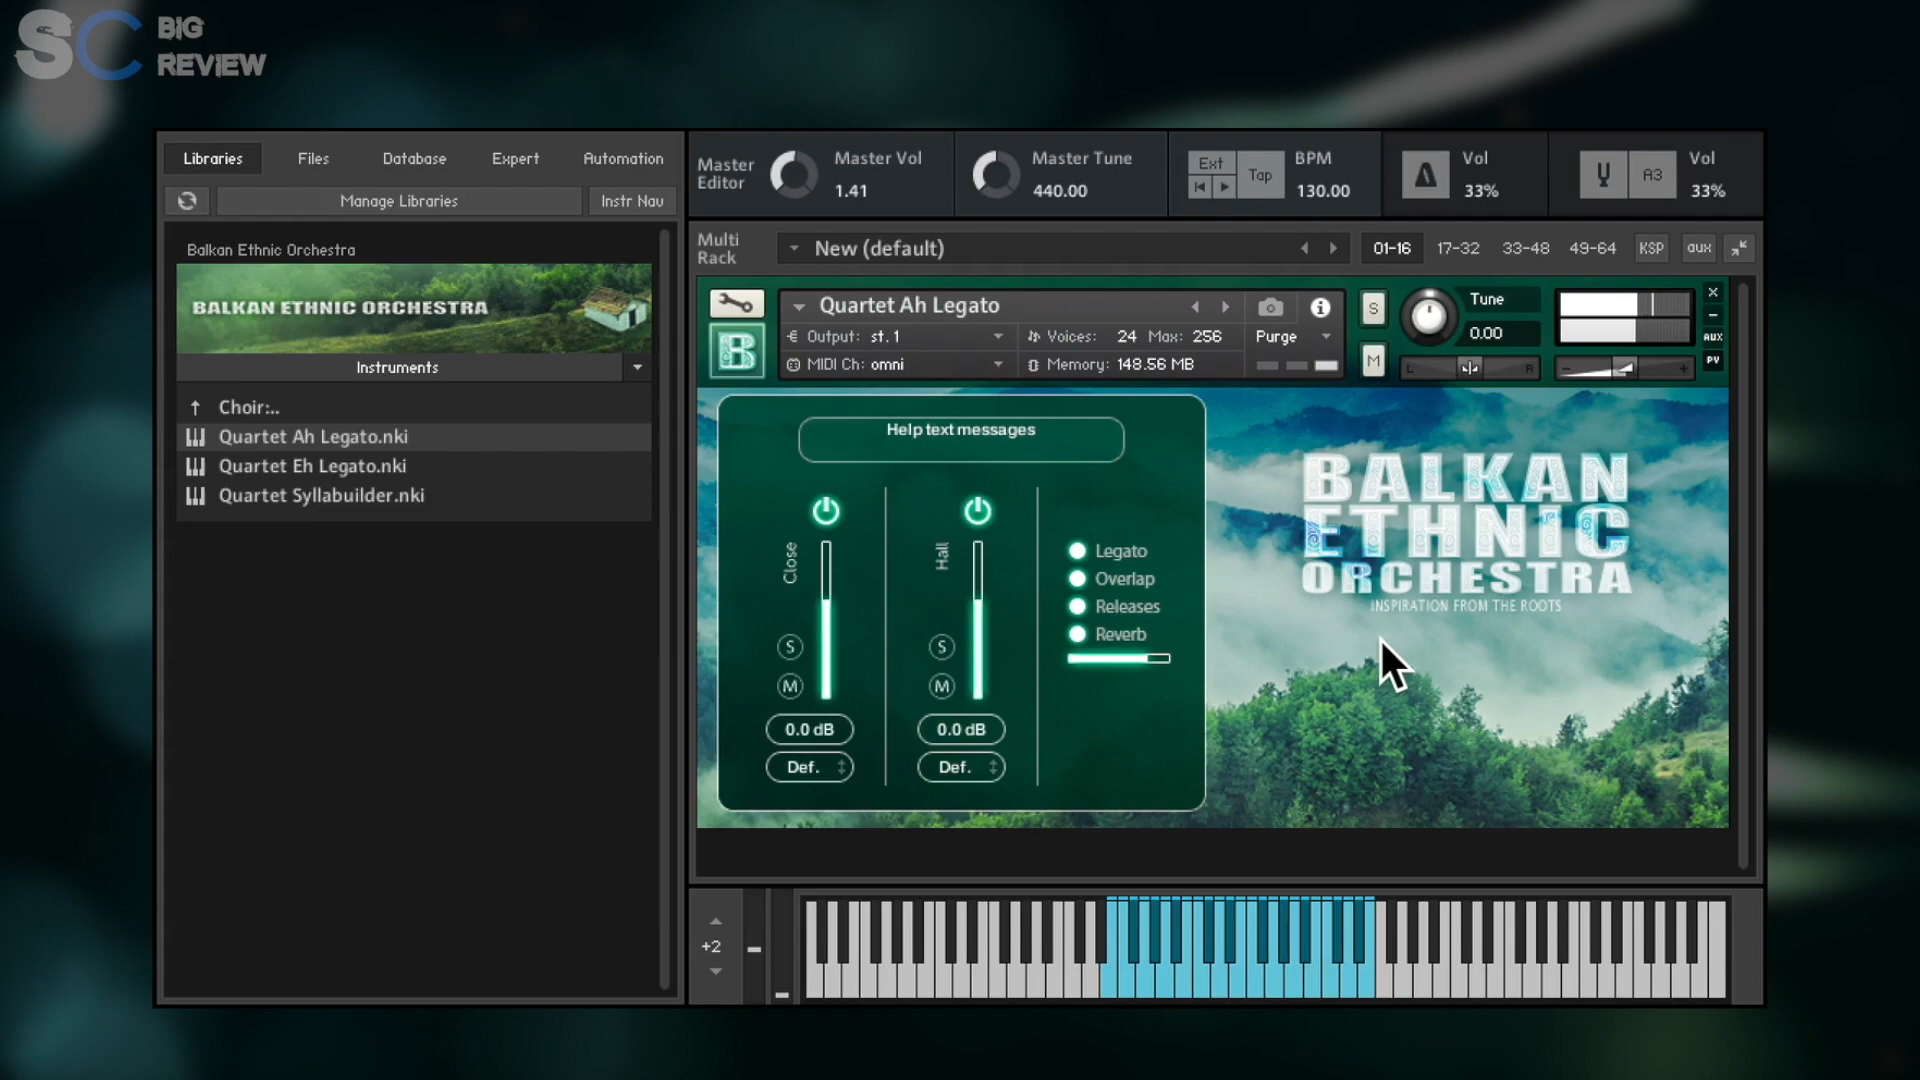 SC BIG
REVIEW
Libraries Files Database Expert Automation
Manage Libraries Instr Nav
Balkan Ethnic Orchestra
BALKAN ETHNIC ORCHESTRA
Instruments
Choir:..
Quartet Ah Legato.nki
Quartet Eh Legato.nki
Quartet Syllabuilder.nki
Master
Editor
Master Vol
1.41
Master Tune
440.00
Ext
Tap
BPM
130.00
Vol
33%
A3
Vol
33%
Multi
Rack
New (default)
01-16 17-32 33-48 49-64 KSP aux
B
Quartet Ah Legato
Output: st.1
Voices: 24 Max: 256
Purge
MIDI Ch: omni
Memory: 148.56 MB
S
M
Tune
0.00
L R
X
AUX
PV
Help text messages
Close
S
M
0.0 dB
Def.
Hall
S
M
0.0 dB
Def.
Legato
Overlap
Releases
Reverb
BALKAN
ETHNIC
ORCHESTRA
INSPIRATION FROM THE ROOTS
+2